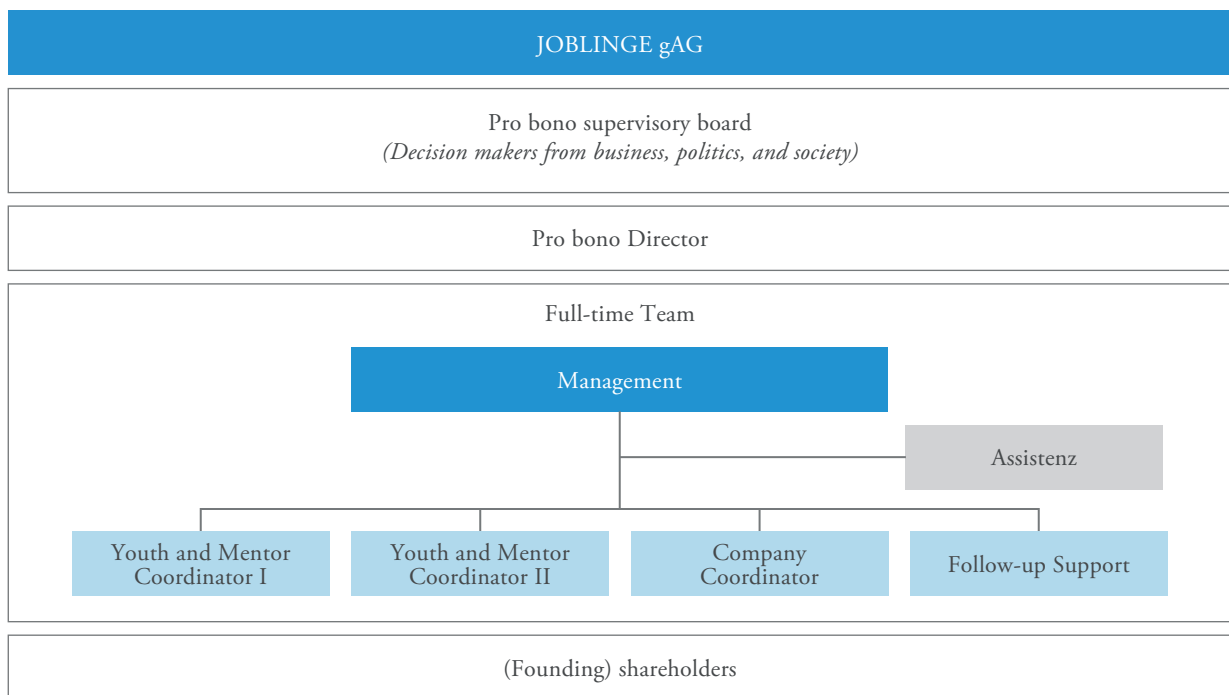 JOBLINGE gAG
Pro bono supervisory board
(Decision makers from business, politics, and society)
Pro bono Director
Full-time Team
Management
Assistenz
Youth and Mentor
Coordinator I
Youth and Mentor
Coordinator II
Company
Coordinator
Follow-up Support
(Founding) shareholders